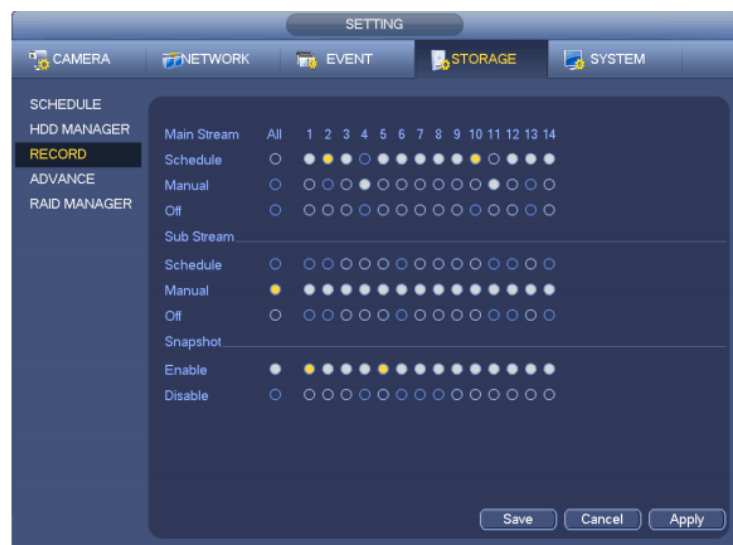 SETTING
CAMERA NETWORK EVENT STORAGE SYSTEM
SCHEDULE
HDD MANAGER
RECORD
ADVANCE
RAID MANAGER
Main Stream All 1 2 3 4 5 6 7 8 9 10 11 12 13 14
Schedule
Manual
Off
Sub Stream
Schedule
Manual
Off
Snapshot
Enable
Disable
Save Cancel Apply